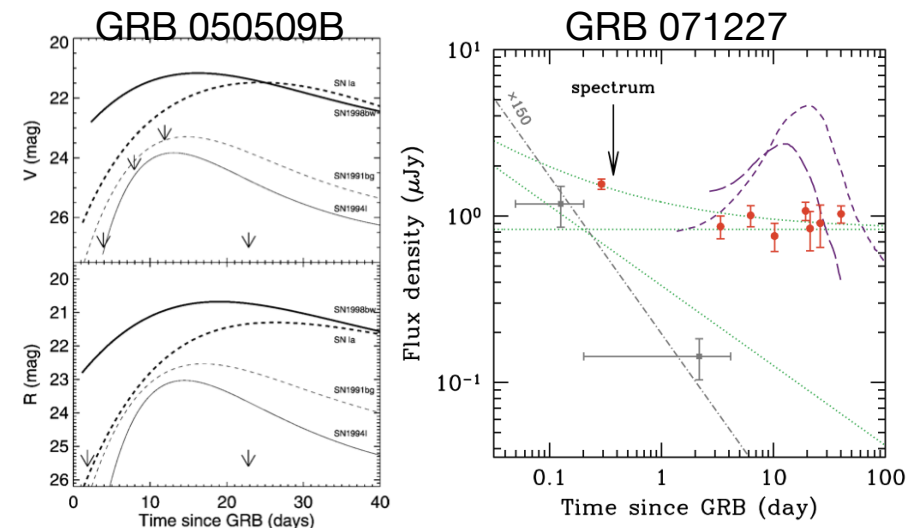 GRB 050509B
GRB 071227
20
22
24
26
V (mag)
SN Ia
SN1998bw
SN1991bg
SN1994I
20
21
22
23
24
25
26
R (mag)
SN1998bw
SN Ia
SN1991bg
SN1994I
0
10
20
30
40
Time since GRB (days)
10¹
10⁰
10⁻¹
Flux density (μJy)
×150
spectrum
0.1
1
10
100
Time since GRB (day)